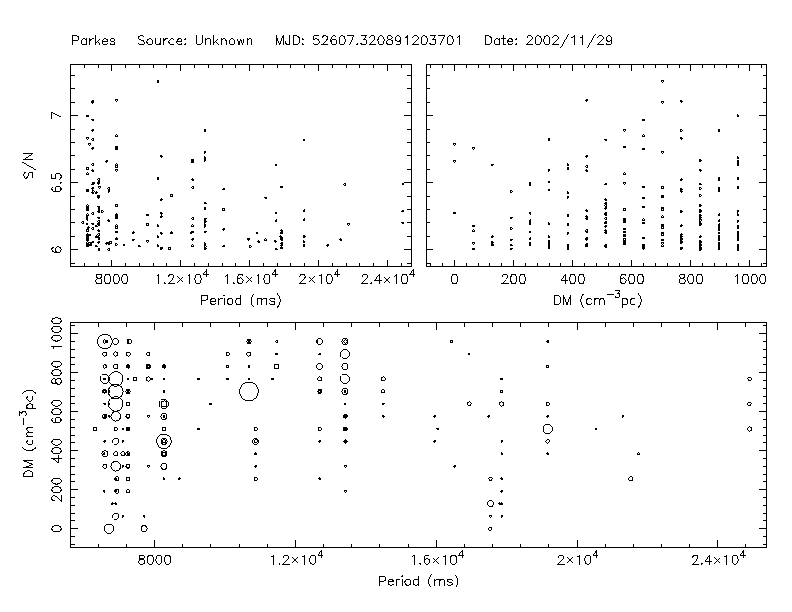 Parkes Source: Unknown MJD: 52607.320891203701 Date: 2002/11/29
S/N
7
6.5
6
8000 1.2×10⁴ 1.6×10⁴ 2×10⁴ 2.4×10⁴
Period (ms)
0 200 400 600 800 1000
DM (cm⁻³pc)
DM (cm⁻³pc)
1000
800
600
400
200
0
8000 1.2×10⁴ 1.6×10⁴ 2×10⁴ 2.4×10⁴
Period (ms)